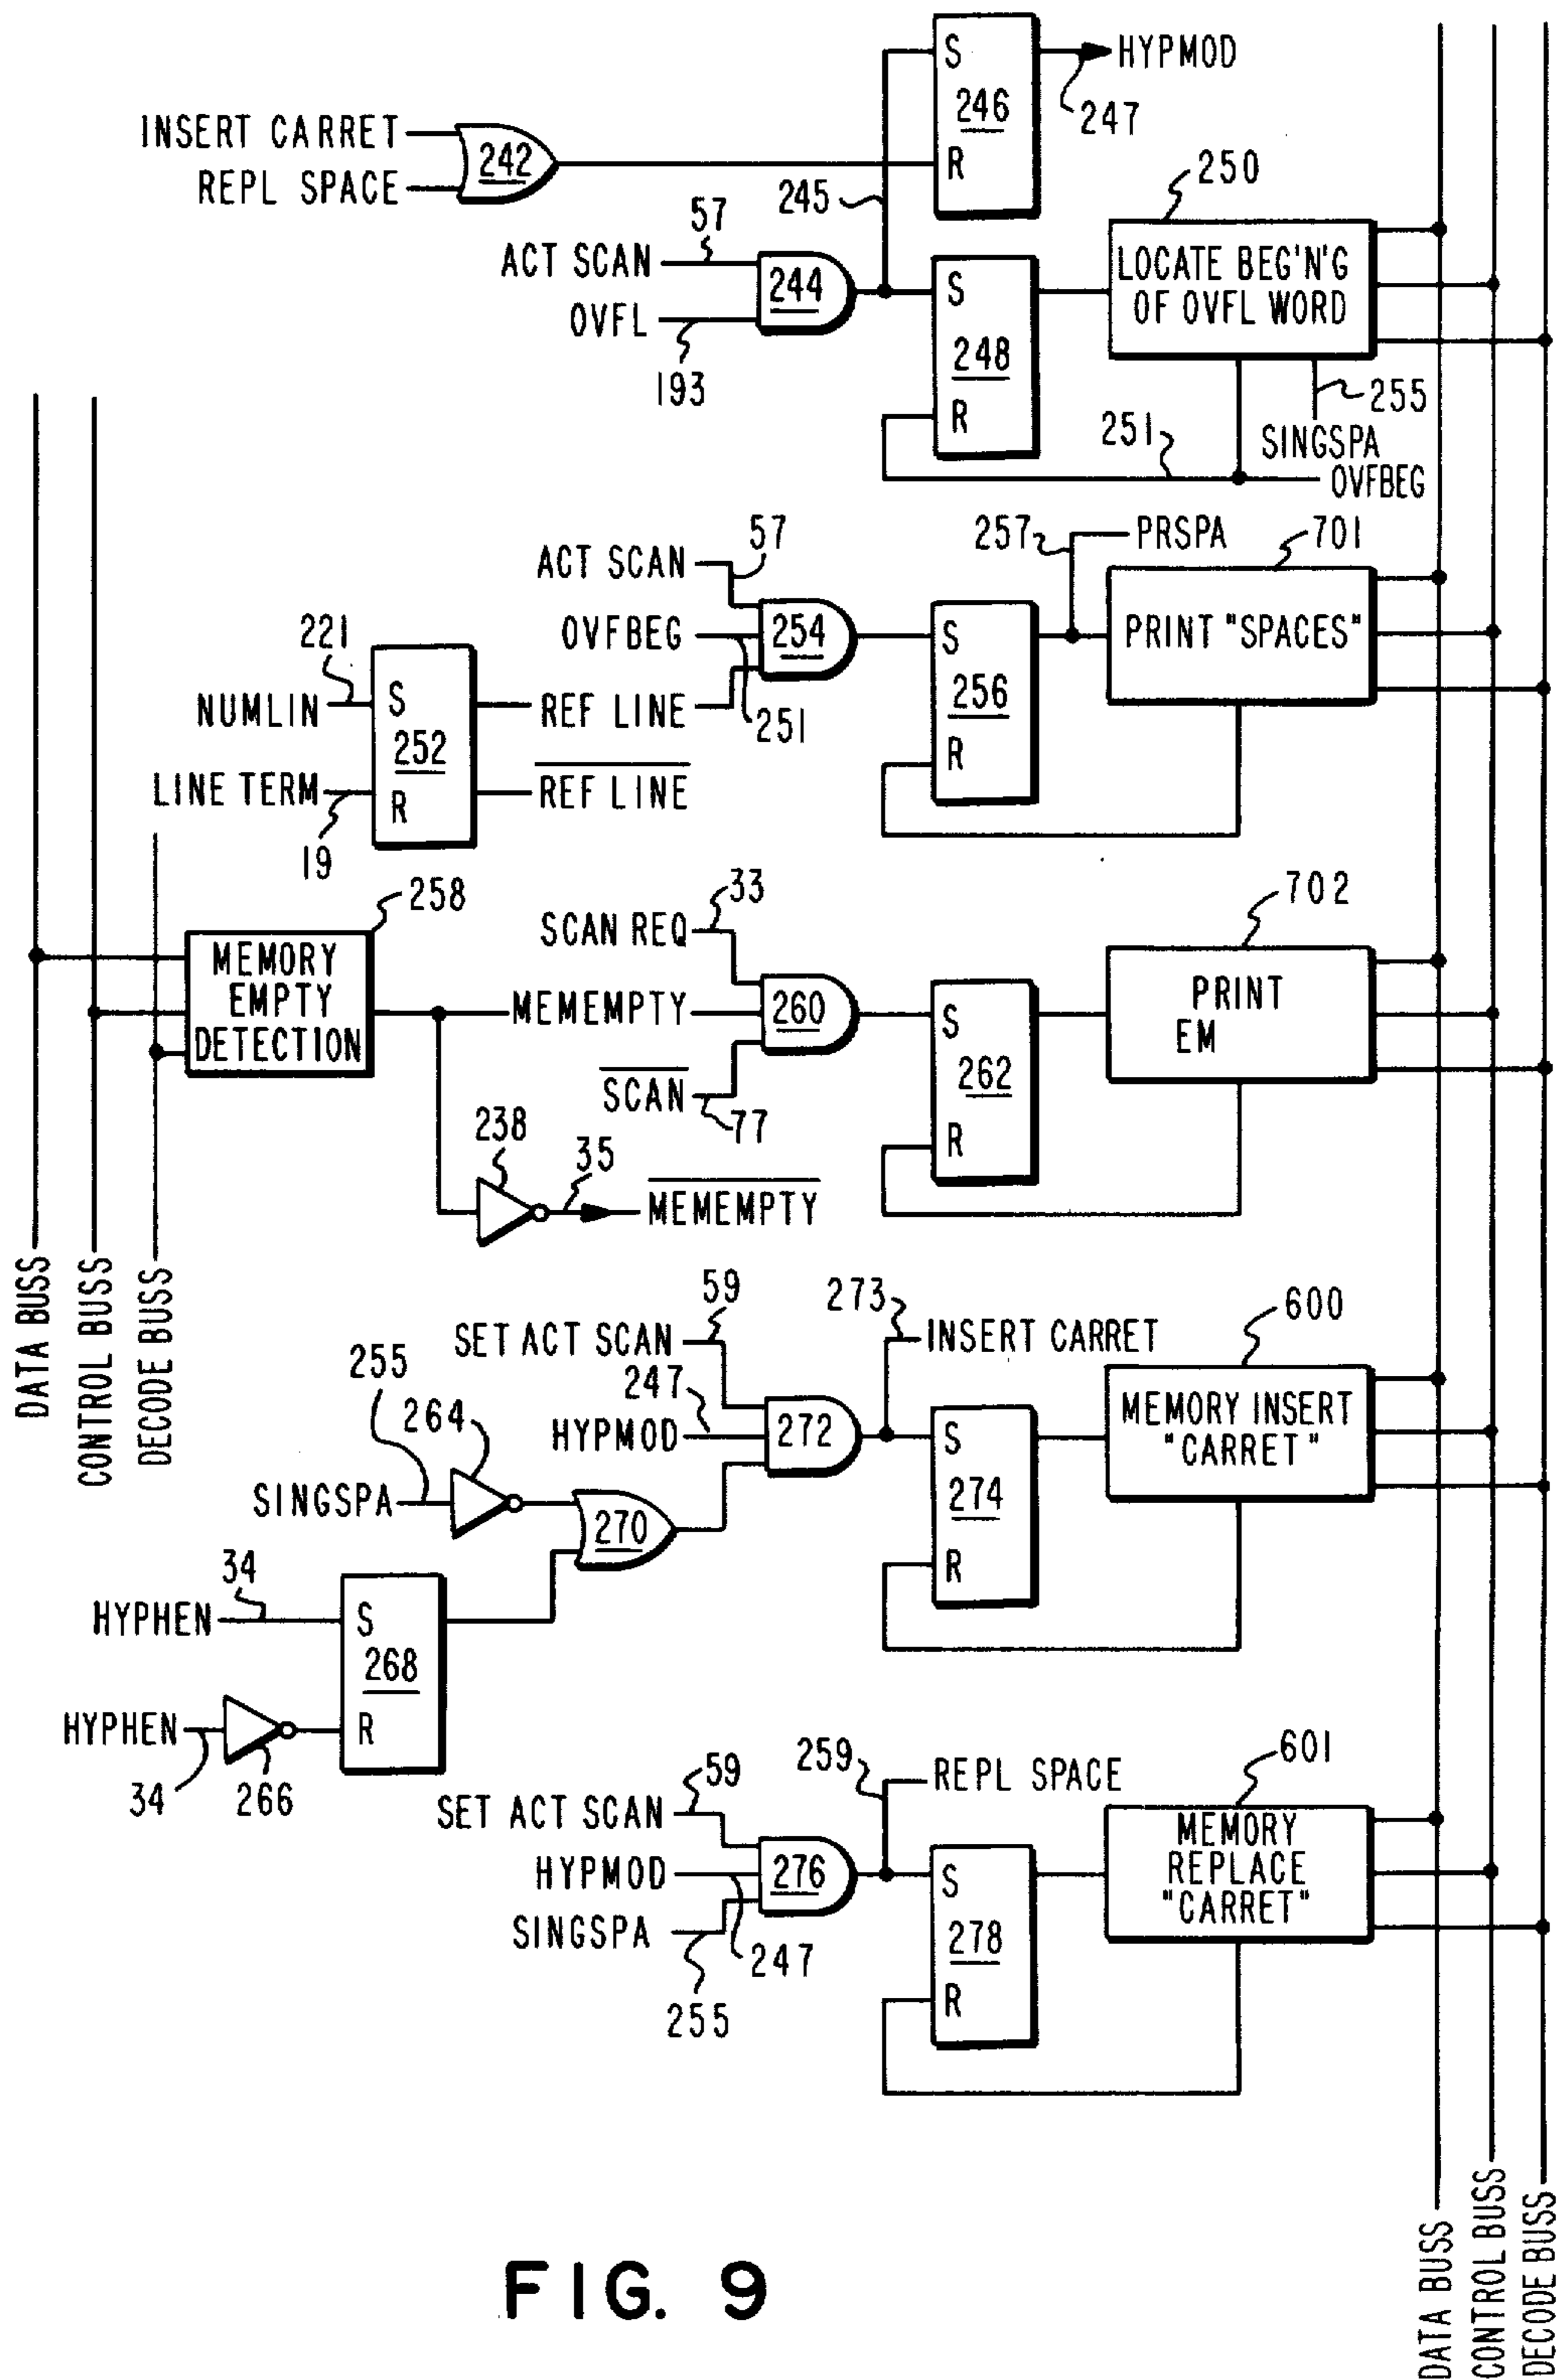 S
246
R
HYPMOD
247
INSERT CARRET
REPL SPACE
242
245
250
57
ACT SCAN
OVFL
193
244
S
248
R
LOCATE BEG'N'G
OF OVFL WORD
255
251
SINGSPA
OVFBEG
57
257
PRSPA
701
ACT SCAN
OVFBEG
REF LINE
251
254
S
256
R
PRINT "SPACES"
221
NUMLIN
LINE TERM
19
S
252
R
REF LINE
258
MEMORY
EMPTY
DETECTION
33
SCAN REQ
MEMEMPTY
SCAN
77
260
S
262
R
702
PRINT
EM
238
35
MEMEMPTY
DATA BUSS
CONTROL BUSS
DECODE BUSS
59
SET ACT SCAN
247
HYPMOD
272
273
INSERT CARRET
600
S
274
R
MEMORY INSERT
"CARRET"
255
264
SINGSPA
270
34
HYPHEN
S
268
R
HYPHEN
34
266
59
SET ACT SCAN
HYPMOD
SINGSPA
247
255
276
259
REPL SPACE
601
S
278
R
MEMORY
REPLACE
"CARRET"
DATA BUSS
CONTROL BUSS
DECODE BUSS
FIG. 9